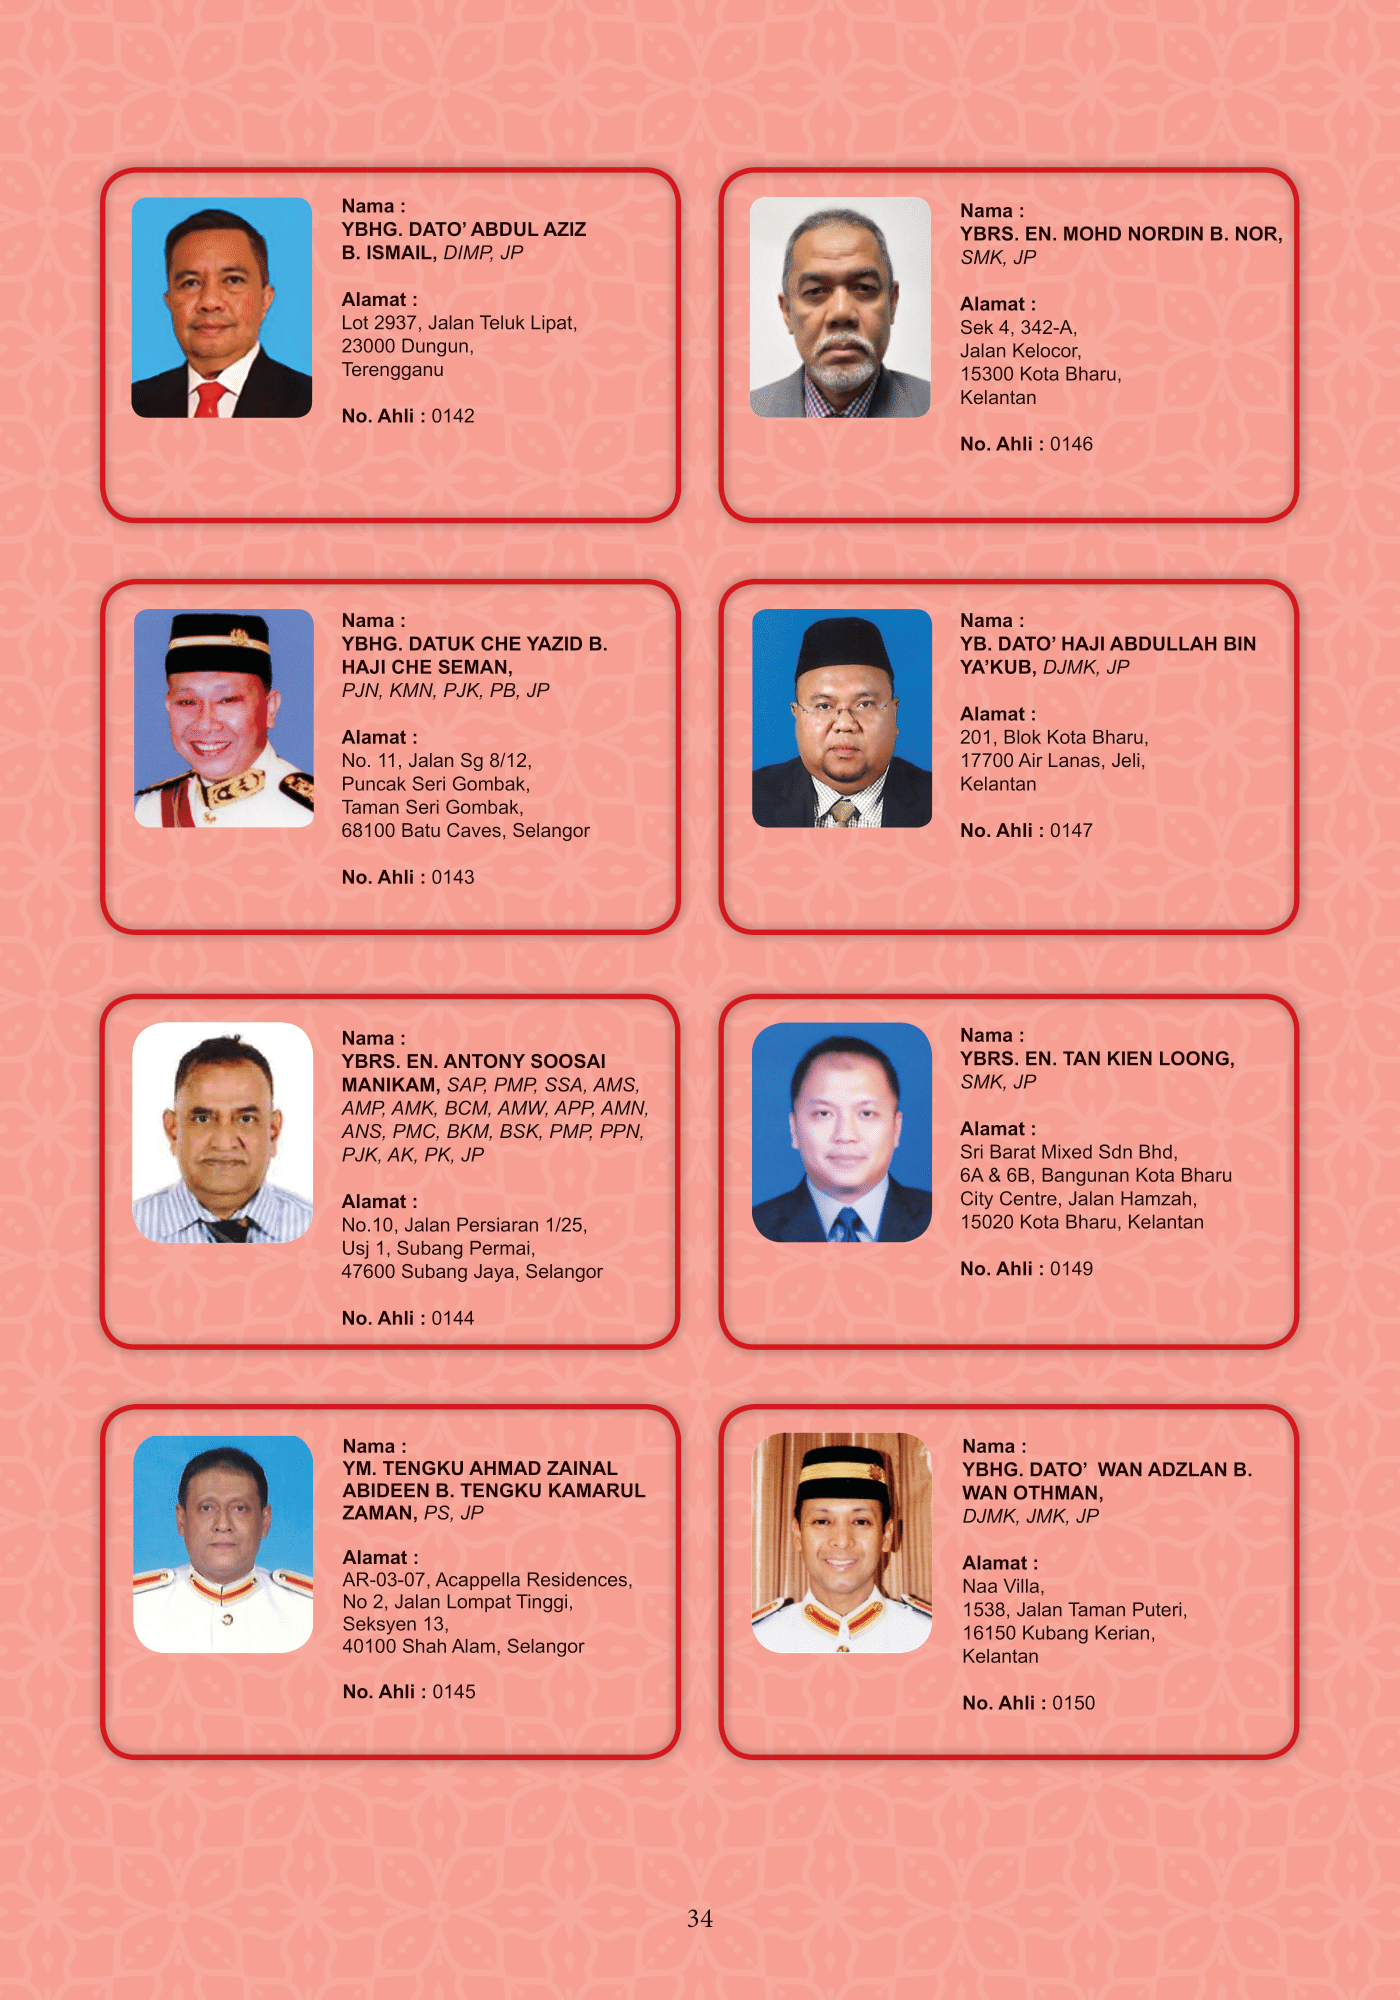 Nama :
YBHG. DATO’ ABDUL AZIZ
B. ISMAIL, DIMP, JP
Alamat :
Lot 2937, Jalan Teluk Lipat,
23000 Dungun,
Terengganu
No. Ahli : 0142
Nama :
YBRS. EN. MOHD NORDIN B. NOR,
SMK, JP
Alamat :
Sek 4, 342-A,
Jalan Kelocor,
15300 Kota Bharu,
Kelantan
No. Ahli : 0146
Nama :
YBHG. DATUK CHE YAZID B.
HAJI CHE SEMAN,
PJN, KMN, PJK, PB, JP
Alamat :
No. 11, Jalan Sg 8/12,
Puncak Seri Gombak,
Taman Seri Gombak,
68100 Batu Caves, Selangor
No. Ahli : 0143
Nama :
YB. DATO’ HAJI ABDULLAH BIN
YA’KUB, DJMK, JP
Alamat :
201, Blok Kota Bharu,
17700 Air Lanas, Jeli,
Kelantan
No. Ahli : 0147
Nama :
YBRS. EN. ANTONY SOOSAI
MANIKAM, SAP, PMP, SSA, AMS,
AMP, AMK, BCM, AMW, APP, AMN,
ANS, PMC, BKM, BSK, PMP, PPN,
PJK, AK, PK, JP
Alamat :
No.10, Jalan Persiaran 1/25,
Usj 1, Subang Permai,
47600 Subang Jaya, Selangor
No. Ahli : 0144
Nama :
YBRS. EN. TAN KIEN LOONG,
SMK, JP
Alamat :
Sri Barat Mixed Sdn Bhd,
6A & 6B, Bangunan Kota Bharu
City Centre, Jalan Hamzah,
15020 Kota Bharu, Kelantan
No. Ahli : 0149
Nama :
YM. TENGKU AHMAD ZAINAL
ABIDEEN B. TENGKU KAMARUL
ZAMAN, PS, JP
Alamat :
AR-03-07, Acappella Residences,
No 2, Jalan Lompat Tinggi,
Seksyen 13,
40100 Shah Alam, Selangor
No. Ahli : 0145
Nama :
YBHG. DATO’  WAN ADZLAN B.
WAN OTHMAN,
DJMK, JMK, JP
Alamat :
Naa Villa,
1538, Jalan Taman Puteri,
16150 Kubang Kerian,
Kelantan
No. Ahli : 0150
34